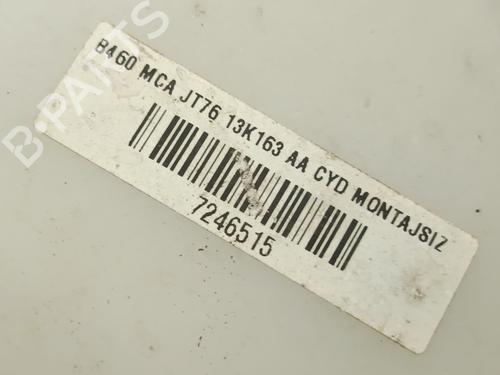 B-PARTS
B460 MCA JT76 13K163 AA CYD MONTAJSIZ
7246515